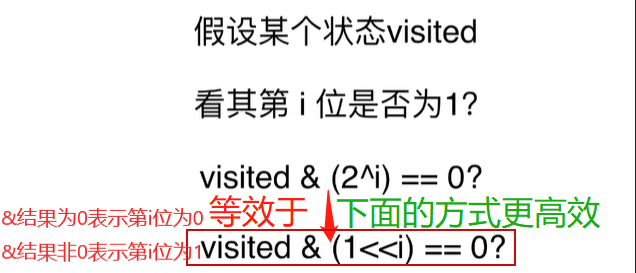 假设某个状态visited
看其第 i 位是否为1?
visited & (2^i) == 0?
&结果为0表示第i位为0 等效于 下面的方式更高效
&结果非0表示第i位为1 visited & (1<<i) == 0?